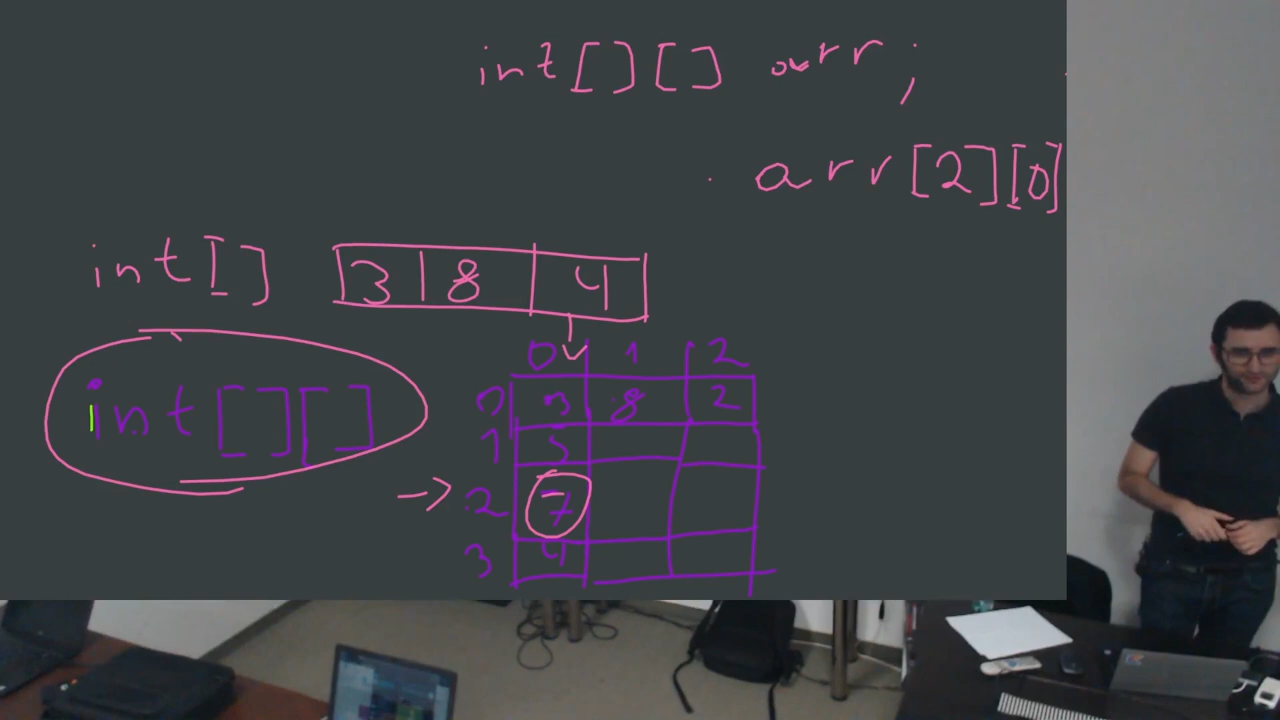 int[][] arr;
arr[2][0]
int[] 3 8 4
0 1 2
int[][]
0 3 8 2
1 5
2 7
3 4